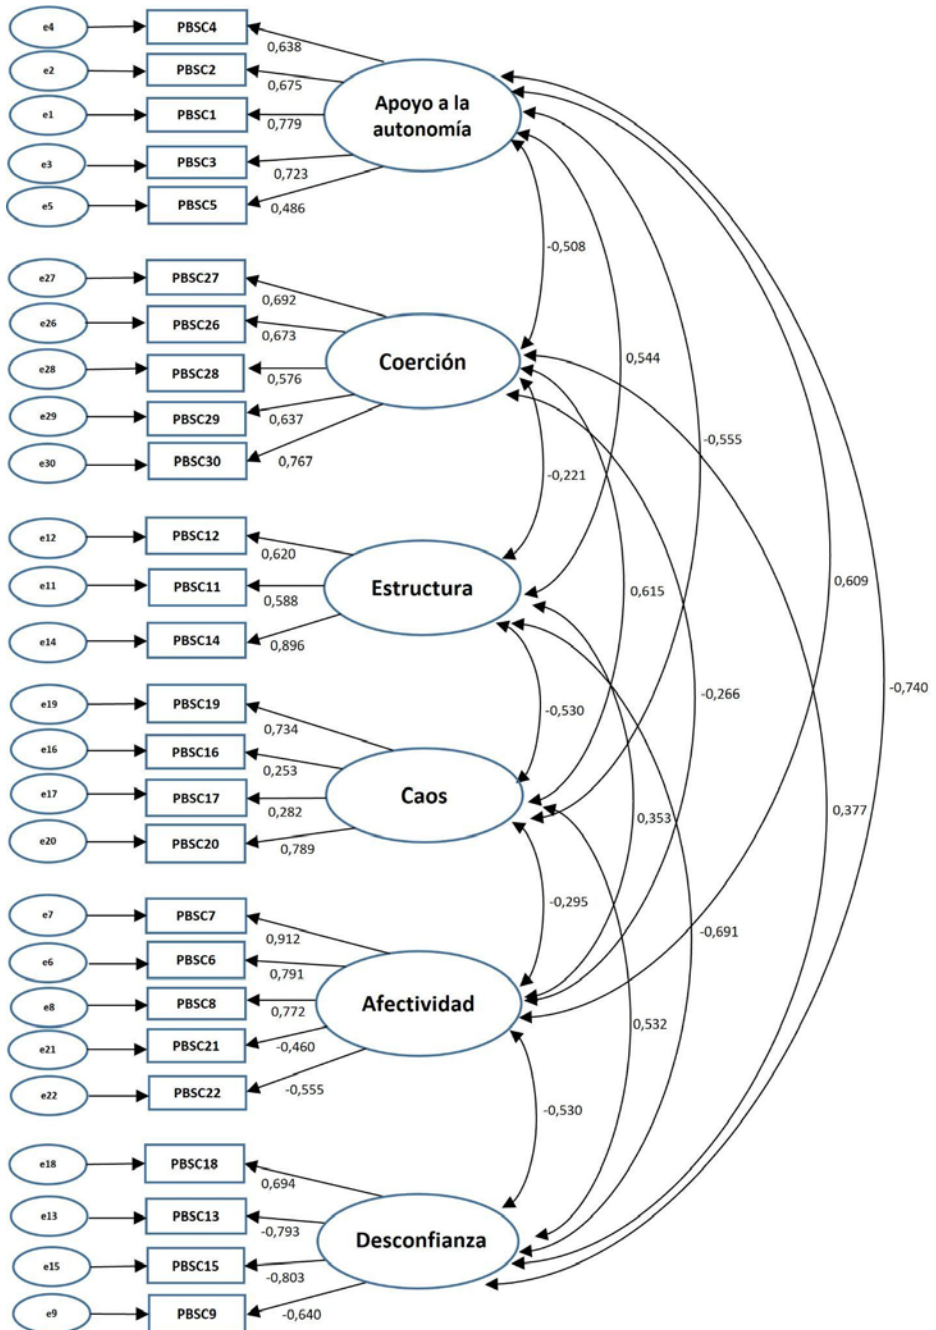 e4 PBSC4
0,638
e2 PBSC2
0,675
e1 PBSC1
0,779
e3 PBSC3
0,723
e5 PBSC5
0,486
Apoyo a la
autonomía
-0,508
e27 PBSC27
0,692
e26 PBSC26
0,673
e28 PBSC28
0,576
e29 PBSC29
0,637
e30 PBSC30
0,767
Coerción
0,544
-0,555
-0,221
e12 PBSC12
0,620
e11 PBSC11
0,588
e14 PBSC14
0,896
Estructura
0,615
0,609
-0,266
-0,740
-0,530
e19 PBSC19
0,734
e16 PBSC16
0,253
e17 PBSC17
0,282
e20 PBSC20
0,789
Caos
0,353
0,377
-0,295
-0,691
e7 PBSC7
0,912
e6 PBSC6
0,791
e8 PBSC8
0,772
e21 PBSC21
-0,460
e22 PBSC22
-0,555
Afectividad
0,532
-0,530
e18 PBSC18
0,694
e13 PBSC13
-0,793
e15 PBSC15
-0,803
e9 PBSC9
-0,640
Desconfianza